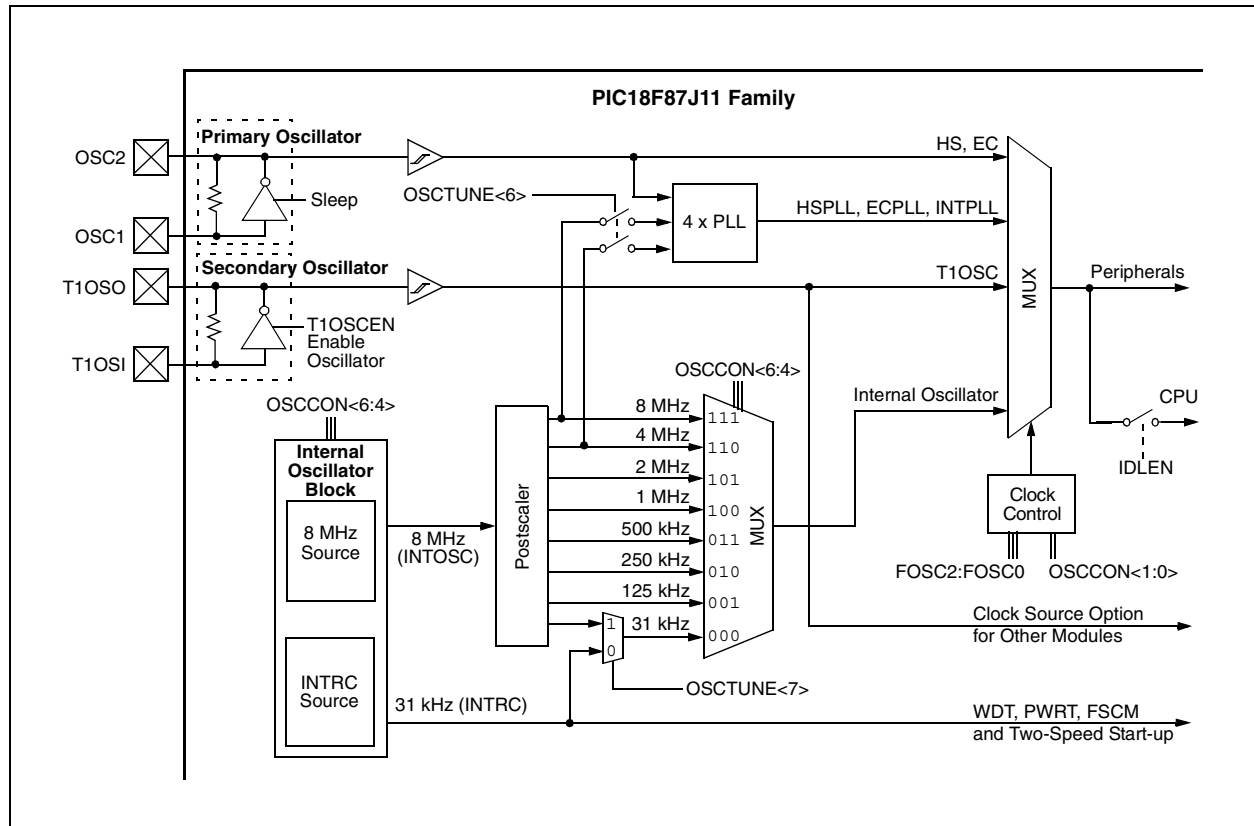 PIC18F87J11 Family
Primary Oscillator
OSC2
OSC1
Sleep
HS, EC
OSCTUNE<6>
4 x PLL
HSPLL, ECPLL, INTPLL
Secondary Oscillator
T1OSO
T1OSI
T1OSCEN
Enable
Oscillator
T1OSC
MUX
Peripherals
OSCCON<6:4>
OSCCON<6:4>
Internal Oscillator
CPU
IDLEN
Internal
Oscillator
Block
8 MHz
Source
8 MHz
(INTOSC)
Postscaler
8 MHz
111
4 MHz
110
2 MHz
101
1 MHz
100
500 kHz
011
250 kHz
010
125 kHz
001
1
0
31 kHz
000
MUX
Clock
Control
FOSC2:FOSC0
OSCCON<1:0>
Clock Source Option
for Other Modules
OSCTUNE<7>
INTRC
Source
31 kHz (INTRC)
WDT, PWRT, FSCM
and Two-Speed Start-up